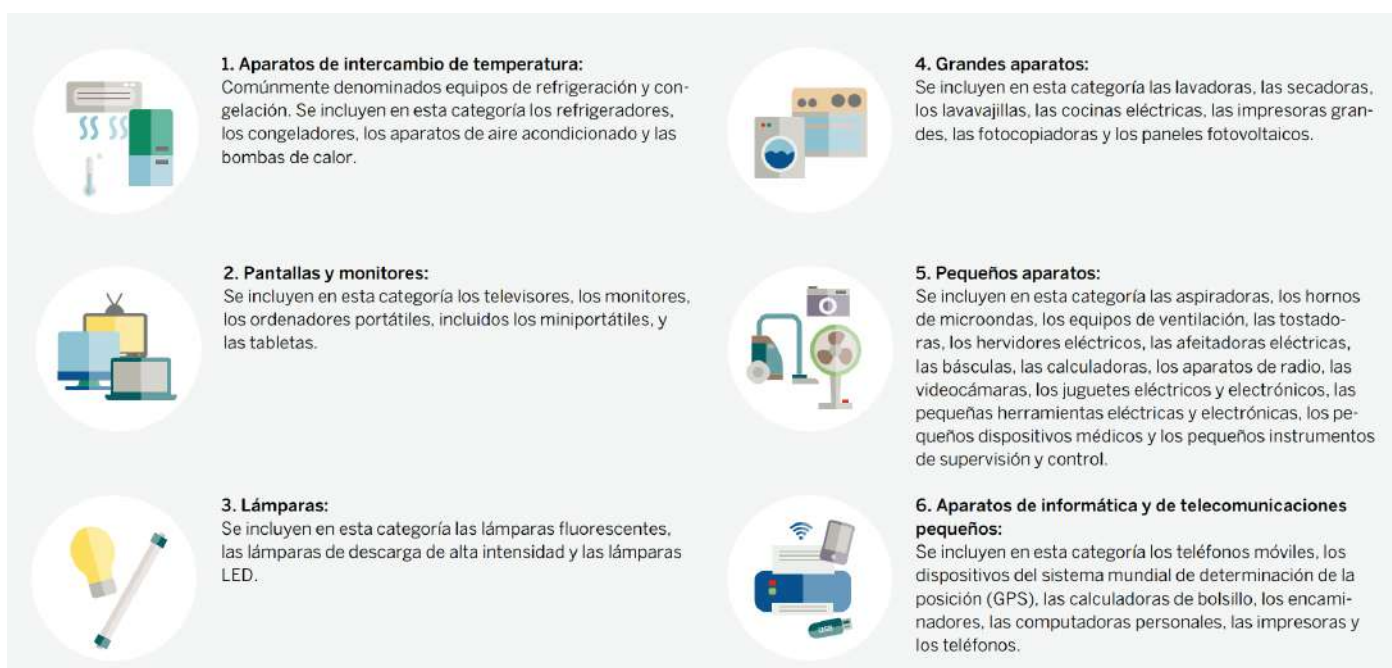 1. Aparatos de intercambio de temperatura:
Comúnmente denominados equipos de refrigeración y con-
gelación. Se incluyen en esta categoría los refrigeradores,
los congeladores, los aparatos de aire acondicionado y las
bombas de calor.
2. Pantallas y monitores:
Se incluyen en esta categoría los televisores, los monitores,
los ordenadores portátiles, incluidos los miniportátiles, y
las tabletas.
3. Lámparas:
Se incluyen en esta categoría las lámparas fluorescentes,
las lámparas de descarga de alta intensidad y las lámparas
LED.
4. Grandes aparatos:
Se incluyen en esta categoría las lavadoras, las secadoras,
los lavavajillas, las cocinas eléctricas, las impresoras gran-
des, las fotocopiadoras y los paneles fotovoltaicos.
5. Pequeños aparatos:
Se incluyen en esta categoría las aspiradoras, los hornos
de microondas, los equipos de ventilación, las tostado-
ras, los hervidores eléctricos, las afeitadoras eléctricas,
las básculas, las calculadoras, los aparatos de radio, las
videocámaras, los juguetes eléctricos y electrónicos, las
pequeñas herramientas eléctricas y electrónicas, los pe-
queños dispositivos médicos y los pequeños instrumentos
de supervisión y control.
6. Aparatos de informática y de telecomunicaciones
pequeños:
Se incluyen en esta categoría los teléfonos móviles, los
dispositivos del sistema mundial de determinación de la
posición (GPS), las calculadoras de bolsillo, los encami-
nadores, las computadoras personales, las impresoras y
los teléfonos.